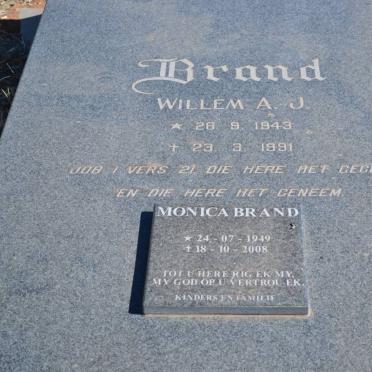 Brand
WILLEM A. J.
★ 28 9. 1943
✝ 23 3. 1991
JOB 1 VERS 21, DIE HERE HET
EN DIE HERE HET GENEEM
MONICA BRAND
★ 24 - 07 - 1949
✝ 18 - 10 - 2008
TOT U HERE RIG EK MY,
MY GOD OP U VERTROU EK.
KINDERS EN FAMILIE